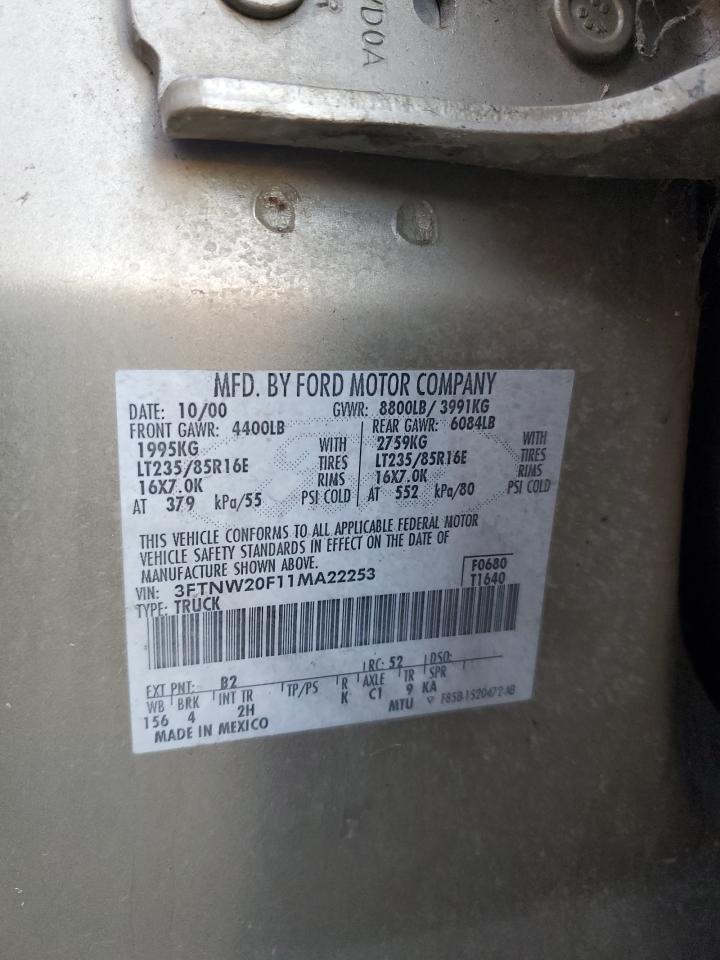 VD0A
R
MFD. BY FORD MOTOR COMPANY
DATE: 10/00 GVWR: 8800LB/ 3991KG
FRONT GAWR: 4400LB REAR GAWR: 6084LB
1995KG WITH 2759KG WITH
LT235/85R16E TIRES LT235/85R16E TIRES
16X7.0K RIMS 16X7.0K RIMS
AT 379 kPa/55 PSI COLD AT 552 kPa/80 PSI COLD
THIS VEHICLE CONFORMS TO ALL APPLICABLE FEDERAL MOTOR
VEHICLE SAFETY STANDARDS IN EFFECT ON THE DATE OF
MANUFACTURE SHOWN ABOVE.
VIN: 3FTNW20F11MA22253 F0680
TYPE: TRUCK T1640
EXT PNT: B2 RC: 52 DSO:
WB BRK INT TR TP/PS R AXLE TR SPR
156 4 2H K C1 9 KA
MADE IN MEXICO MTU F85B-1520472-AB